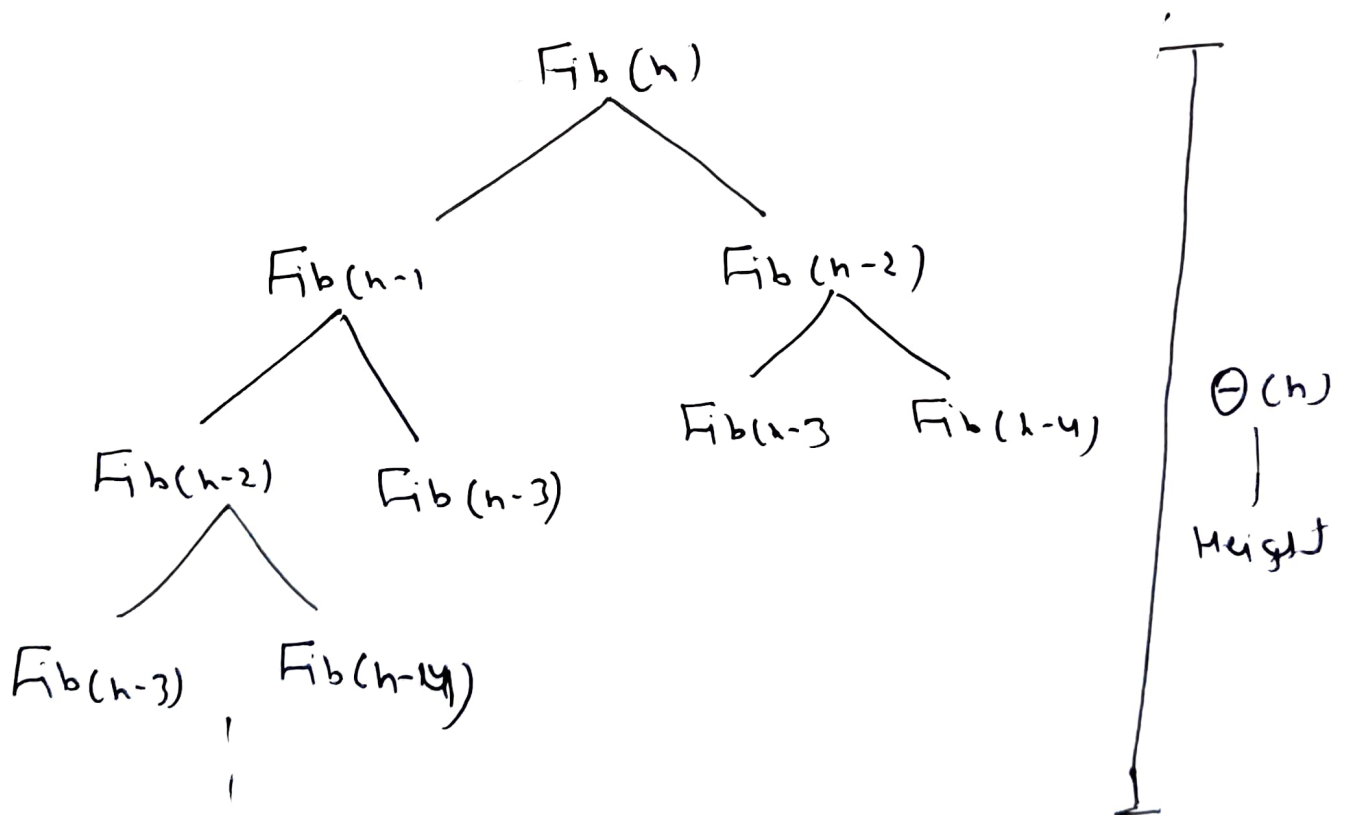 Fib (n)
Fib(n-1
Fib (n-2)
Fib(n-2)
Fib (n-3)
Fib(n-3
Fib (n-4)
Fib(n-3)
Fib(n-4)
Θ(n)
Height